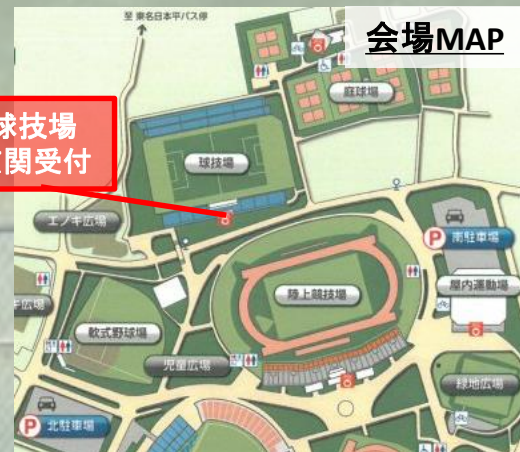 至 東名日本平バス停
会場MAP
庭球場
球技場
関受付
球技場
エノキ広場
P 南駐車場
屋内運動場
陸上競技場
広場
軟式野球場
児童広場
緑地広場
P 北駐車場